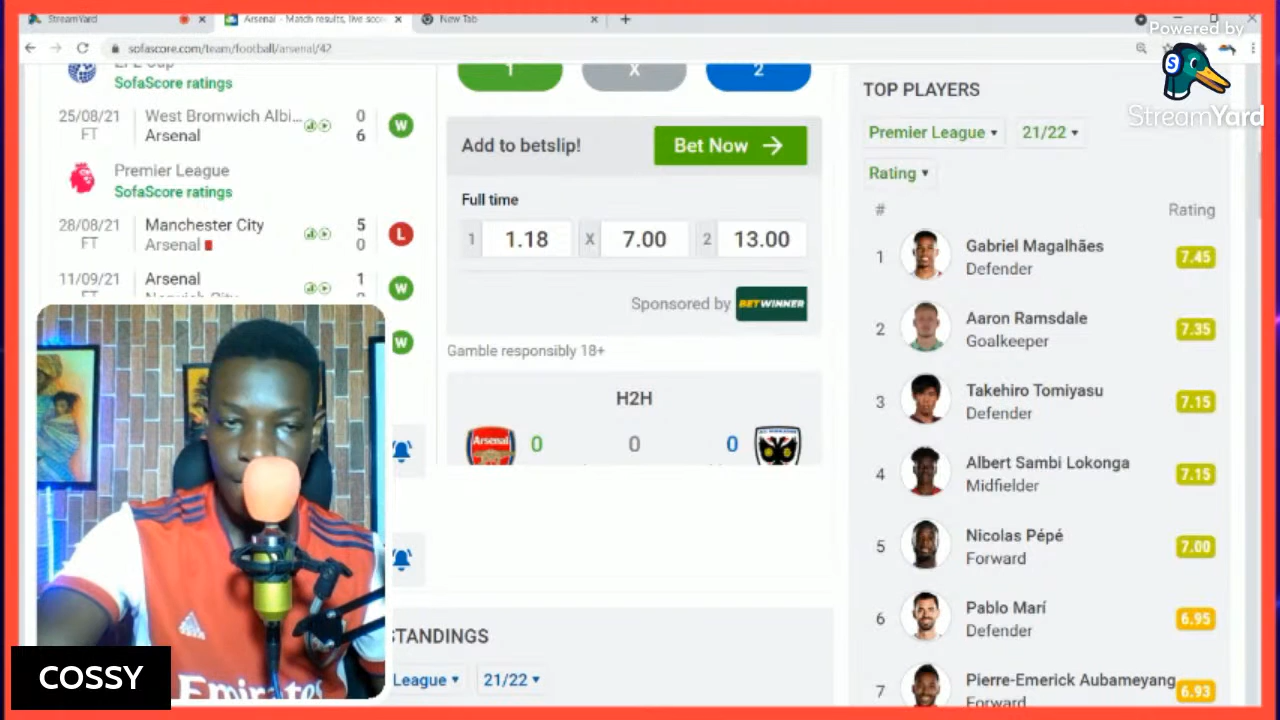 StreamYard
Arsenal - Match results, live scor
New Tab
sofascore.com/team/football/arsenal/42
Powered by
S
StreamYard
SofaScore ratings
25/08/21
FT
West Bromwich Albi...
Arsenal
0
6
W
Premier League
SofaScore ratings
28/08/21
FT
Manchester City
Arsenal
5
0
L
11/09/21
FT
Arsenal
Norwich City
1
W
W
1
X
2
Add to betslip!
Bet Now
Full time
1
1.18
X
7.00
2
13.00
Sponsored by
BETWINNER
Gamble responsibly 18+
H2H
Arsenal
0
0
0
STANDINGS
League
21/22
TOP PLAYERS
Premier League
21/22
Rating
#
Rating
1
Gabriel Magalhães
Defender
7.45
2
Aaron Ramsdale
Goalkeeper
7.35
3
Takehiro Tomiyasu
Defender
7.15
4
Albert Sambi Lokonga
Midfielder
7.15
5
Nicolas Pépé
Forward
7.00
6
Pablo Marí
Defender
6.95
7
Pierre-Emerick Aubameyang
Forward
6.93
adidas
Emirates
COSSY